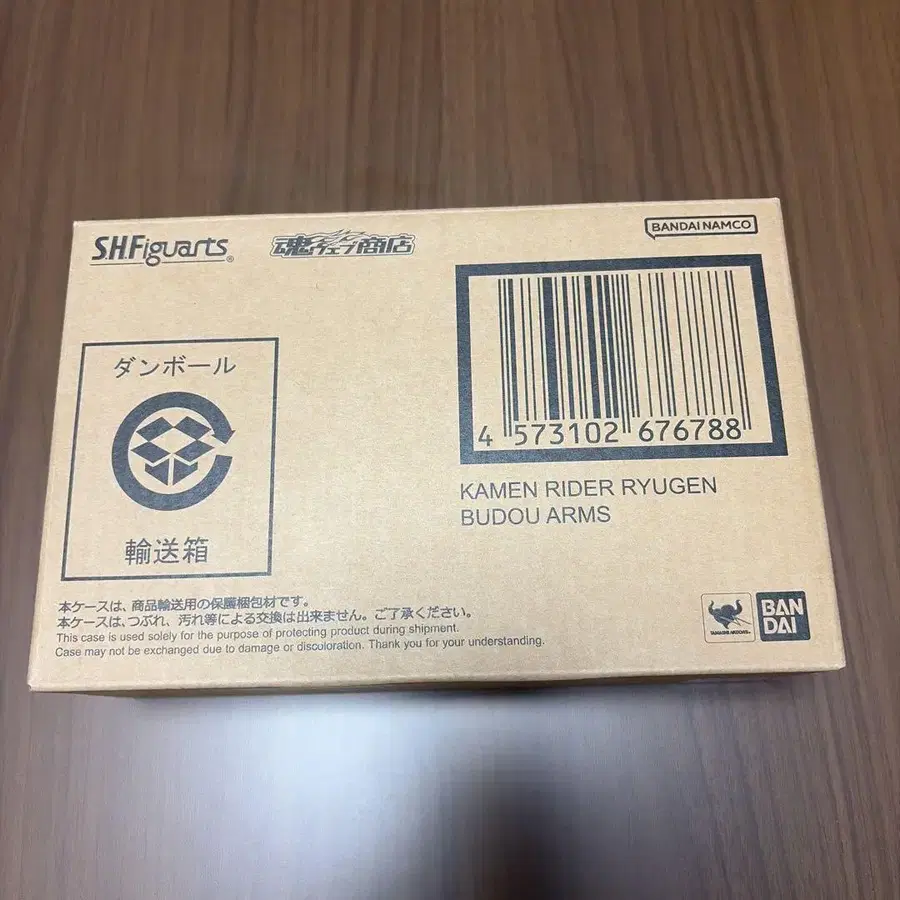 S.H.Figuarts
魂ウェブ商店
BANDAI NAMCO
ダンボール
輸送箱
4 573102 676788
KAMEN RIDER RYUGEN
BUDOU ARMS
本ケースは、商品輸送用の保護梱包材です。
本ケースは、つぶれ、汚れ等による交換は出来ません。ご了承ください。
This case is used solely for the purpose of protecting product during shipment.
Case may not be exchanged due to damage or discoloration. Thank you for your understanding.
BAN
DAI